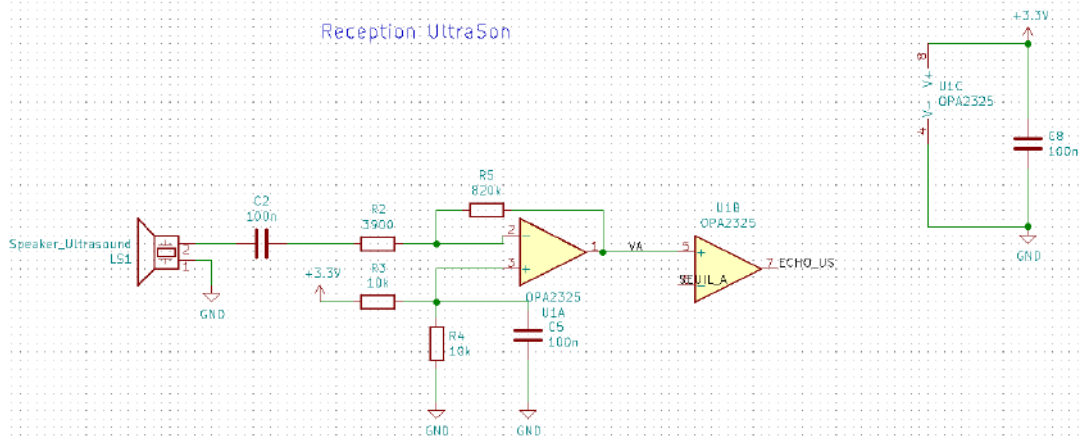 Reception UltraSon
+3.3V
8
V+
U1C
OPA2325
V-
4
C8
100n
GND
C2
100n
R5
820k
R2
3900
U1B
OPA2325
Speaker_Ultrasound
LS1
2
1
GND
2
1
VA
5
7
ECHO_US
+3.3V
R3
10k
3
SEUIL_A
OPA2325
U1A
R4
10k
C5
100n
GND
GND